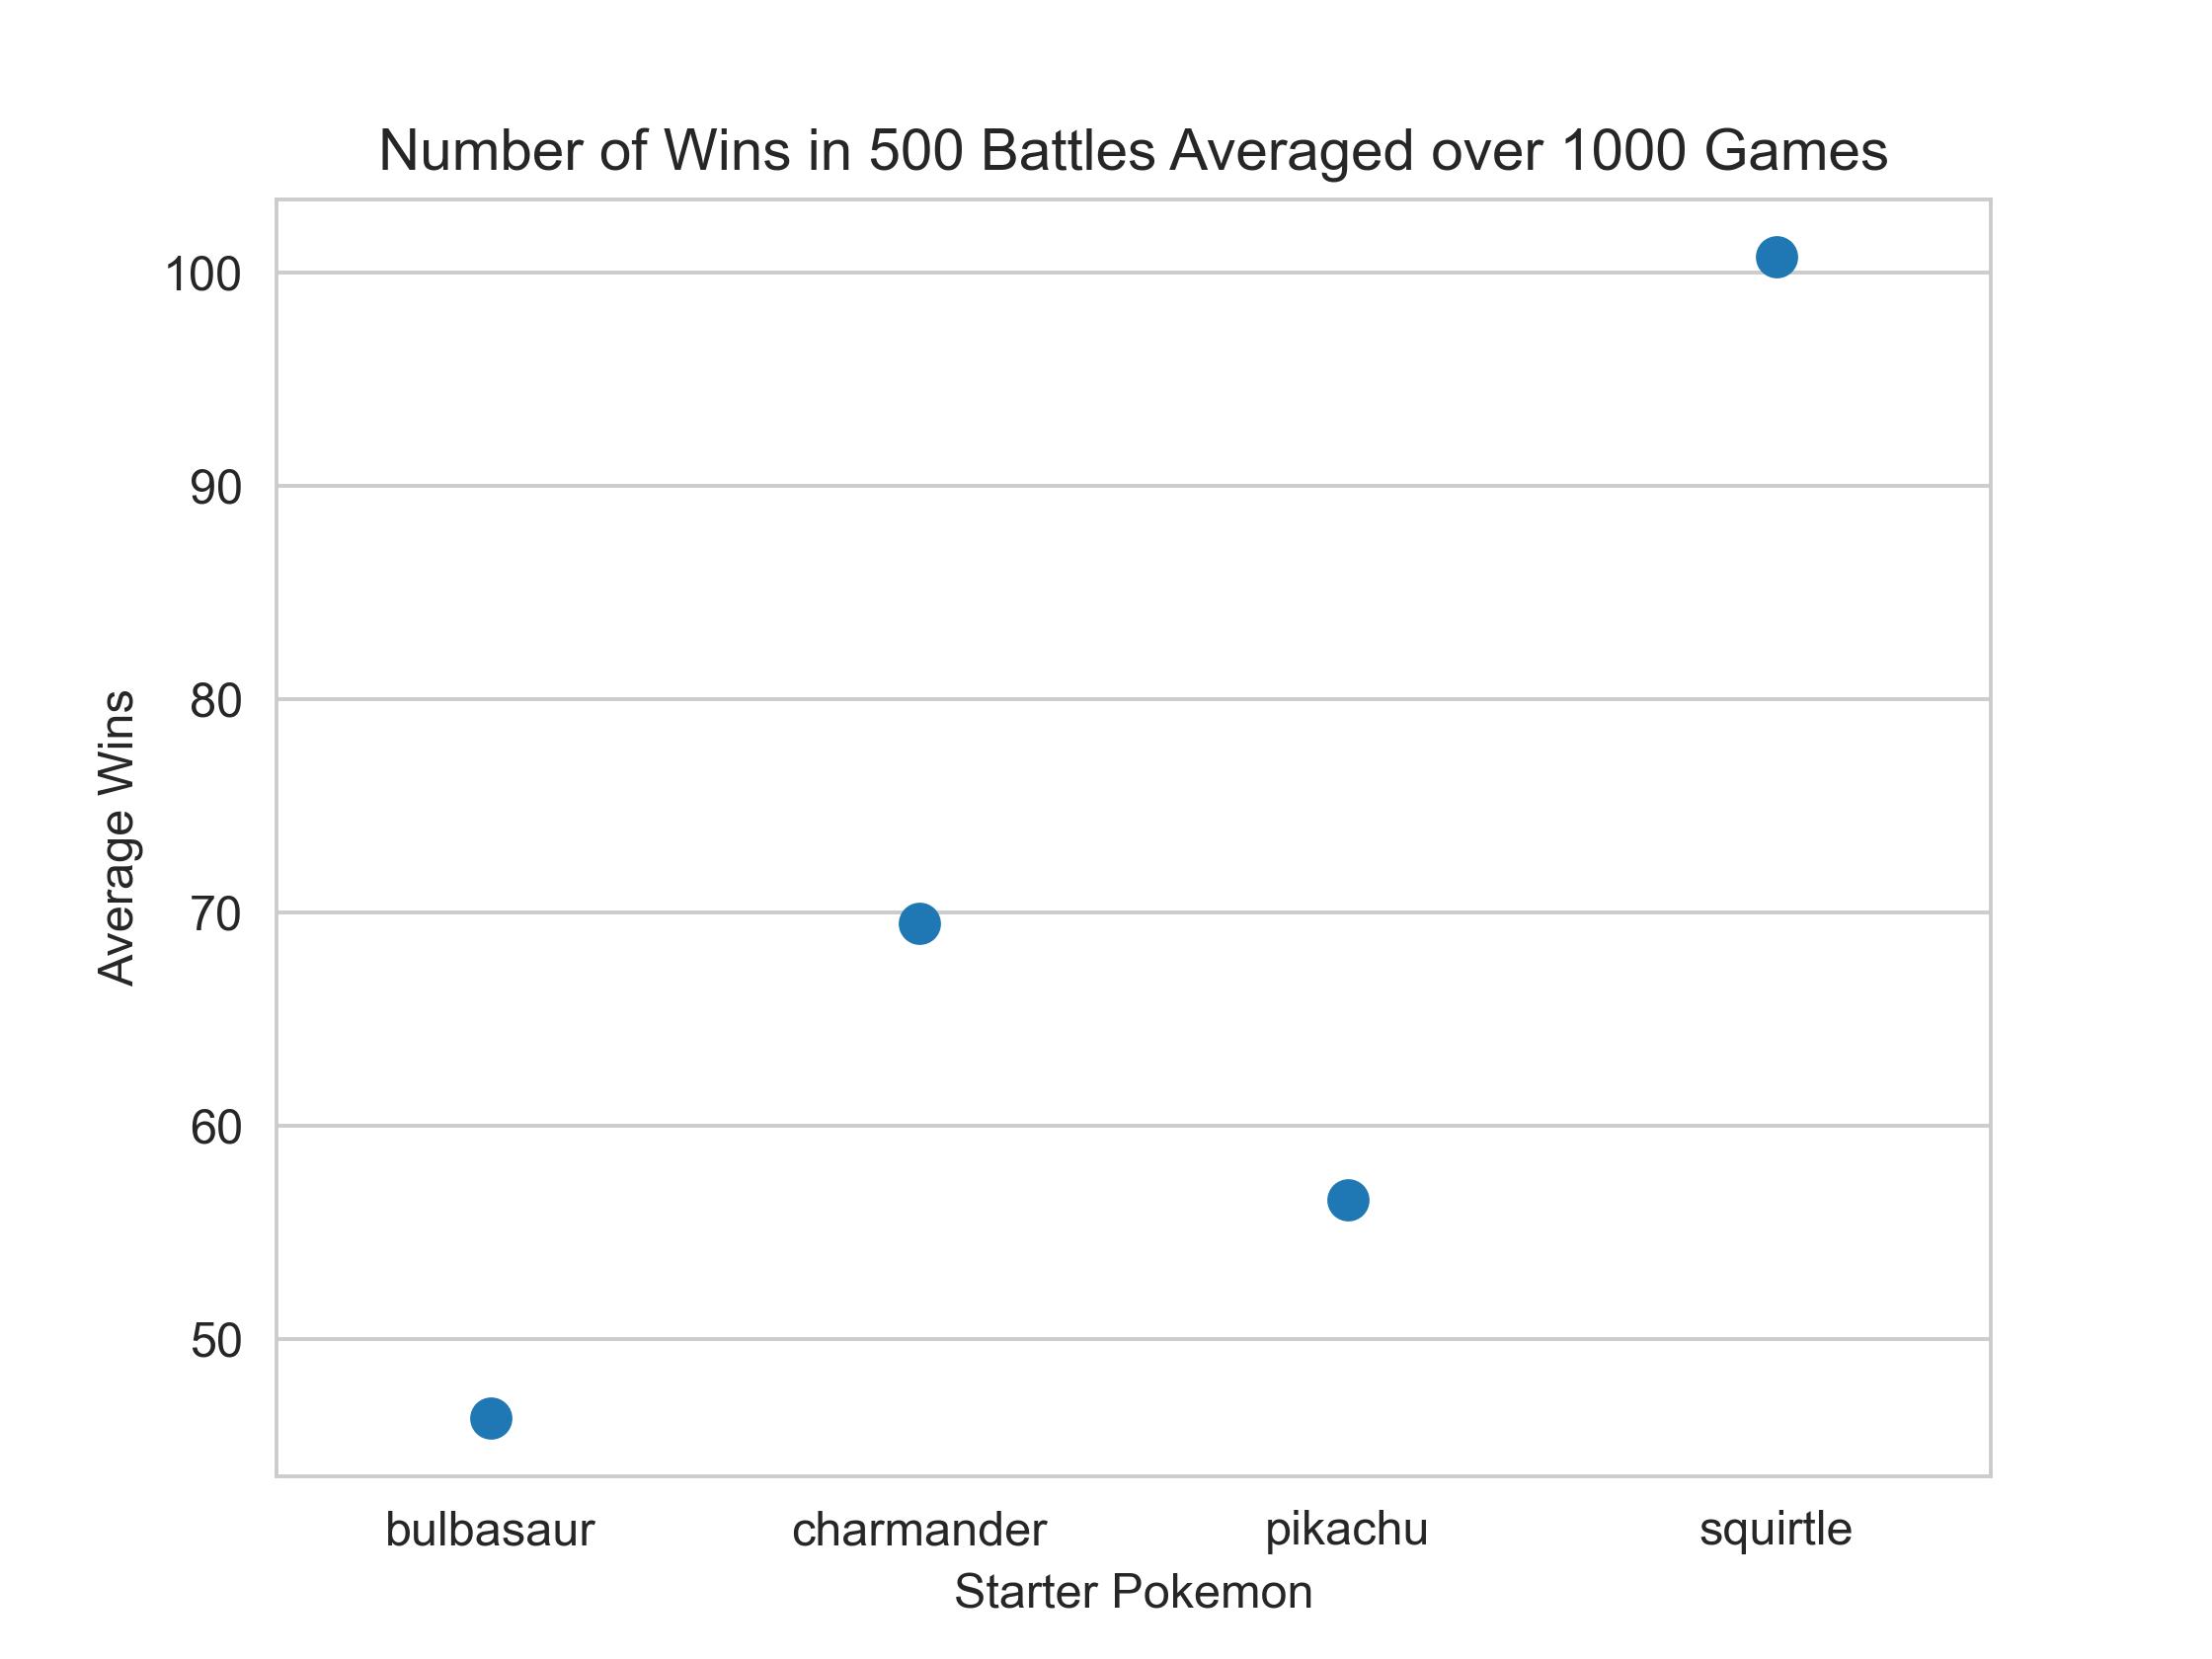 Number of Wins in 500 Battles Averaged over 1000 Games
100
90
80
70
60
50
Average Wins
bulbasaur charmander pikachu squirtle
Starter Pokemon